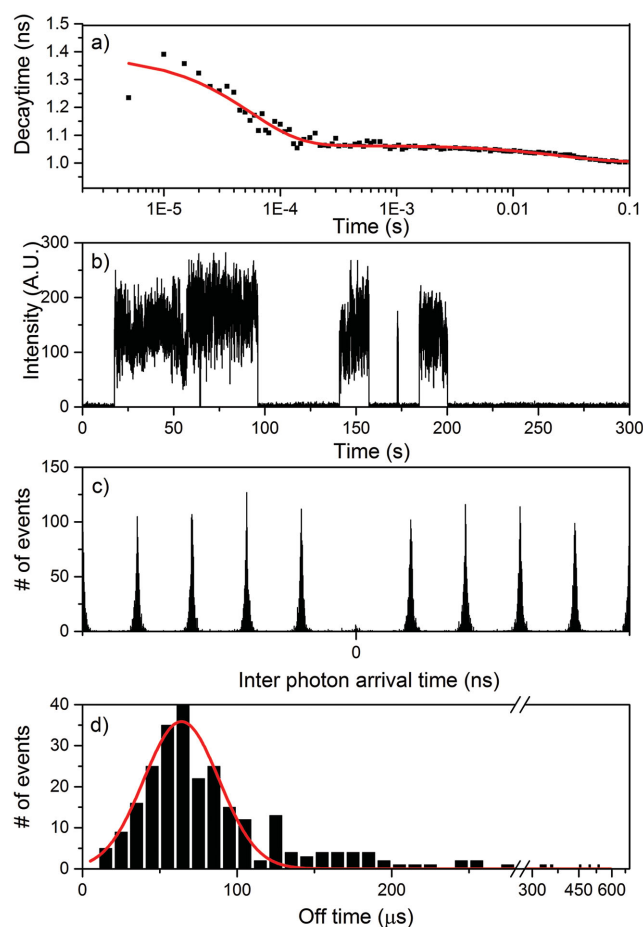 a)
Decaytime (ns)
1.5
1.4
1.3
1.2
1.1
1.0
1E-5 1E-4 1E-3 0.01 0.1
Time (s)
b)
Intensity (A.U.)
300
200
100
0
0 50 100 150 200 250 300
Time (s)
c)
# of events
150
100
50
0
0
Inter photon arrival time (ns)
d)
# of events
40
30
20
10
0
0 100 200 300 450 600
Off time (μs)